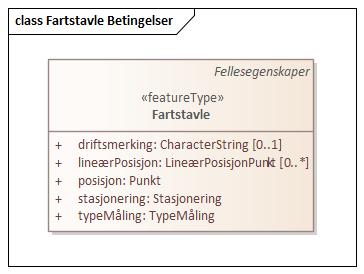 class Fartstavle Betingelser
Fellesegenskaper
«featureType»
Fartstavle
+ driftsmerking: CharacterString [0..1]
+ lineærPosisjon: LineærPosisjonPunkt [0..*]
+ posisjon: Punkt
+ stasjonering: Stasjonering
+ typeMåling: TypeMåling